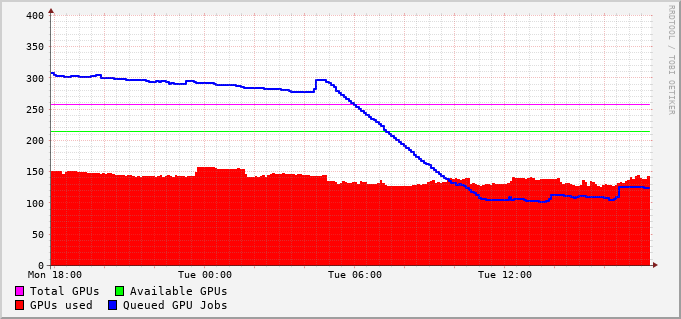 400
350
300
250
200
150
100
50
0
Mon 18:00 Tue 00:00 Tue 06:00 Tue 12:00
Total GPUs Available GPUs
GPUs used Queued GPU Jobs
RRDTOOL / TOBI OETIKER